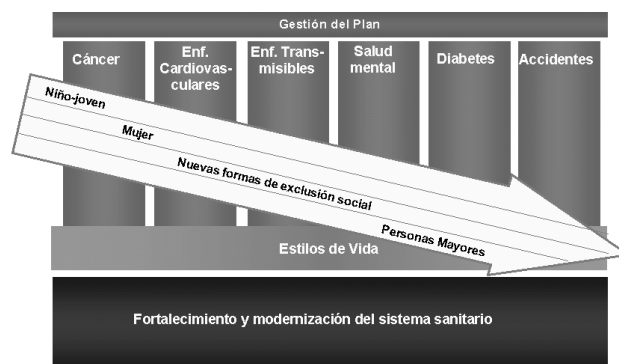 Gestión del Plan
Cáncer
Enf.
Cardiovas-
culares
Enf. Trans-
misibles
Salud
mental
Diabetes
Accidentes
Niño-joven
Mujer
Nuevas formas de exclusión social
Personas Mayores
Estilos de Vida
Fortalecimiento y modernización del sistema sanitario